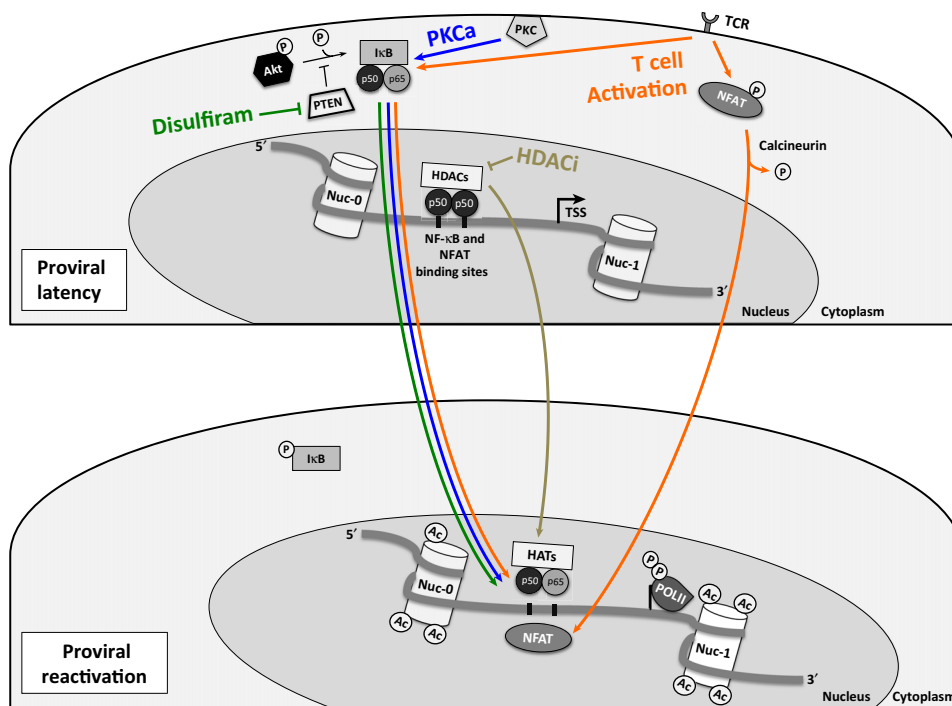 TCR
PKC
P
P
IκB
PKCa
Akt
p50
p65
T cell
Activation
P
NFAT
PTEN
Disulfiram
5′
Calcineurin
P
HDACi
HDACs
Nuc-0
p50
p50
TSS
NF-κB and
NFAT
binding sites
Nuc-1
Proviral
latency
3′
Nucleus
Cytoplasm
P
IκB
5′
Ac
HATs
P
P
Nuc-0
p50
p65
POLII
Ac
Ac
Ac
Ac
NFAT
Nuc-1
Proviral
reactivation
3′
Ac
Ac
Nucleus
Cytoplasm